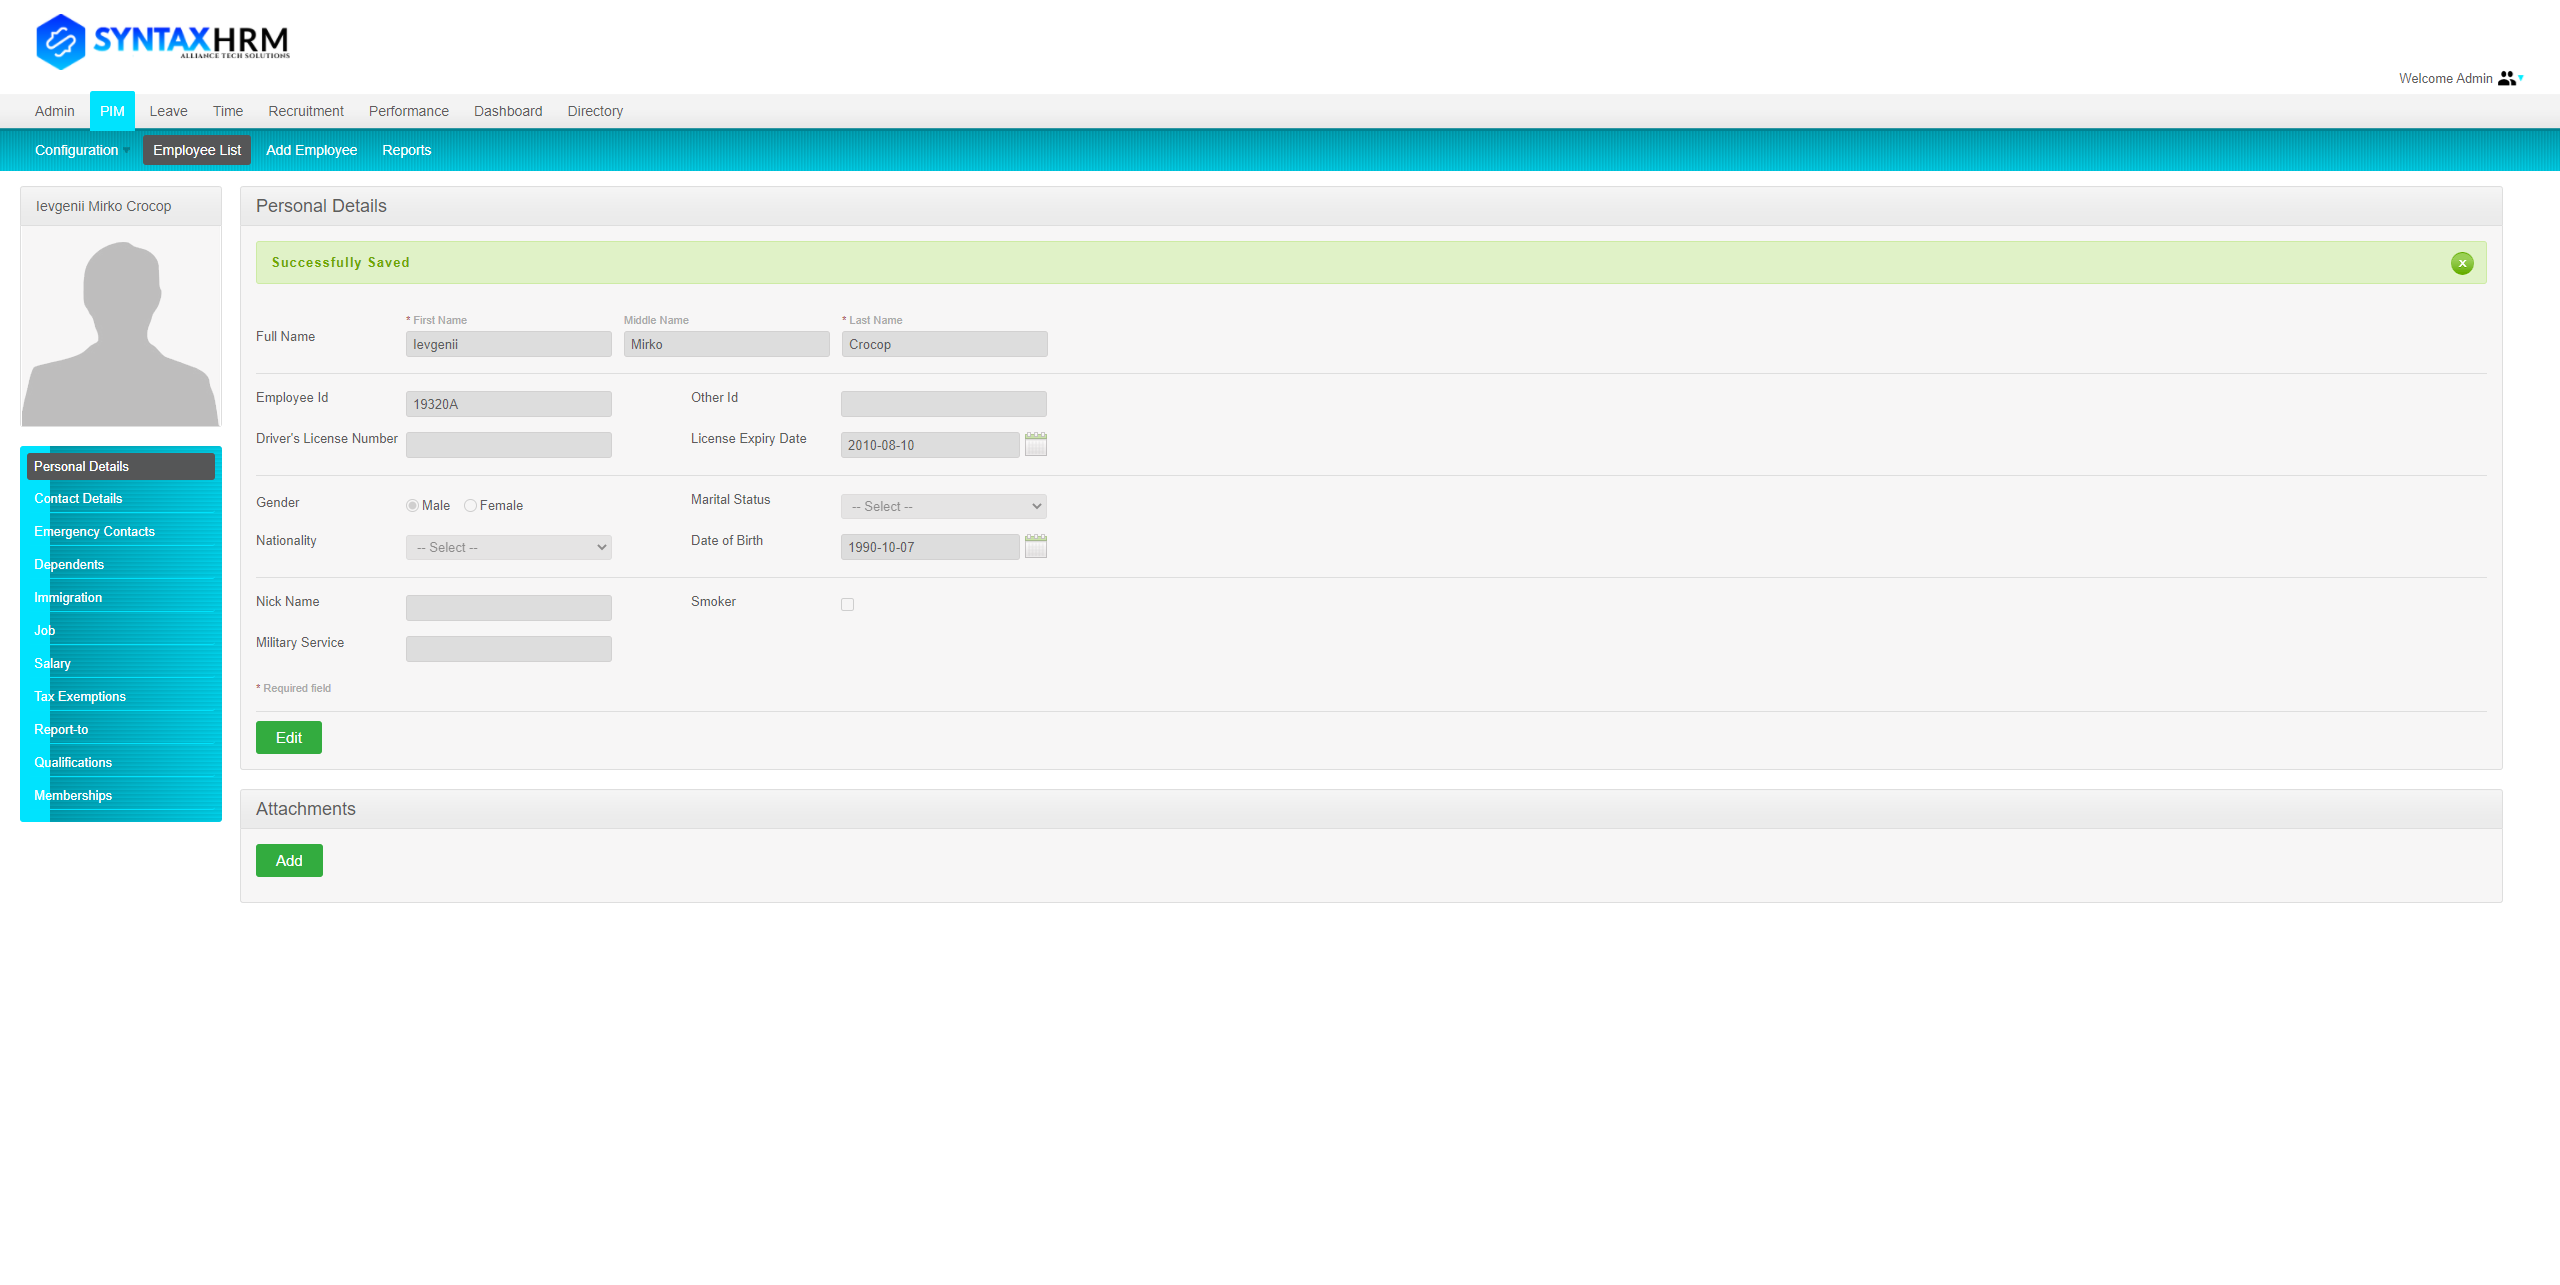 SYNTAXHRM
ALLIANCE TECH SOLUTIONS
Welcome Admin
Admin PIM Leave Time Recruitment Performance Dashboard Directory
Configuration Employee List Add Employee Reports
Ievgenii Mirko Crocop
Personal Details
Contact Details
Emergency Contacts
Dependents
Immigration
Job
Salary
Tax Exemptions
Report-to
Qualifications
Memberships
Personal Details
Successfully Saved x
* First Name Middle Name * Last Name
Full Name Ievgenii Mirko Crocop
Employee Id 19320A Other Id
Driver's License Number License Expiry Date 2010-08-10
Gender Male Female Marital Status -- Select --
Nationality -- Select -- Date of Birth 1990-10-07
Nick Name Smoker
Military Service
* Required field
Edit
Attachments
Add